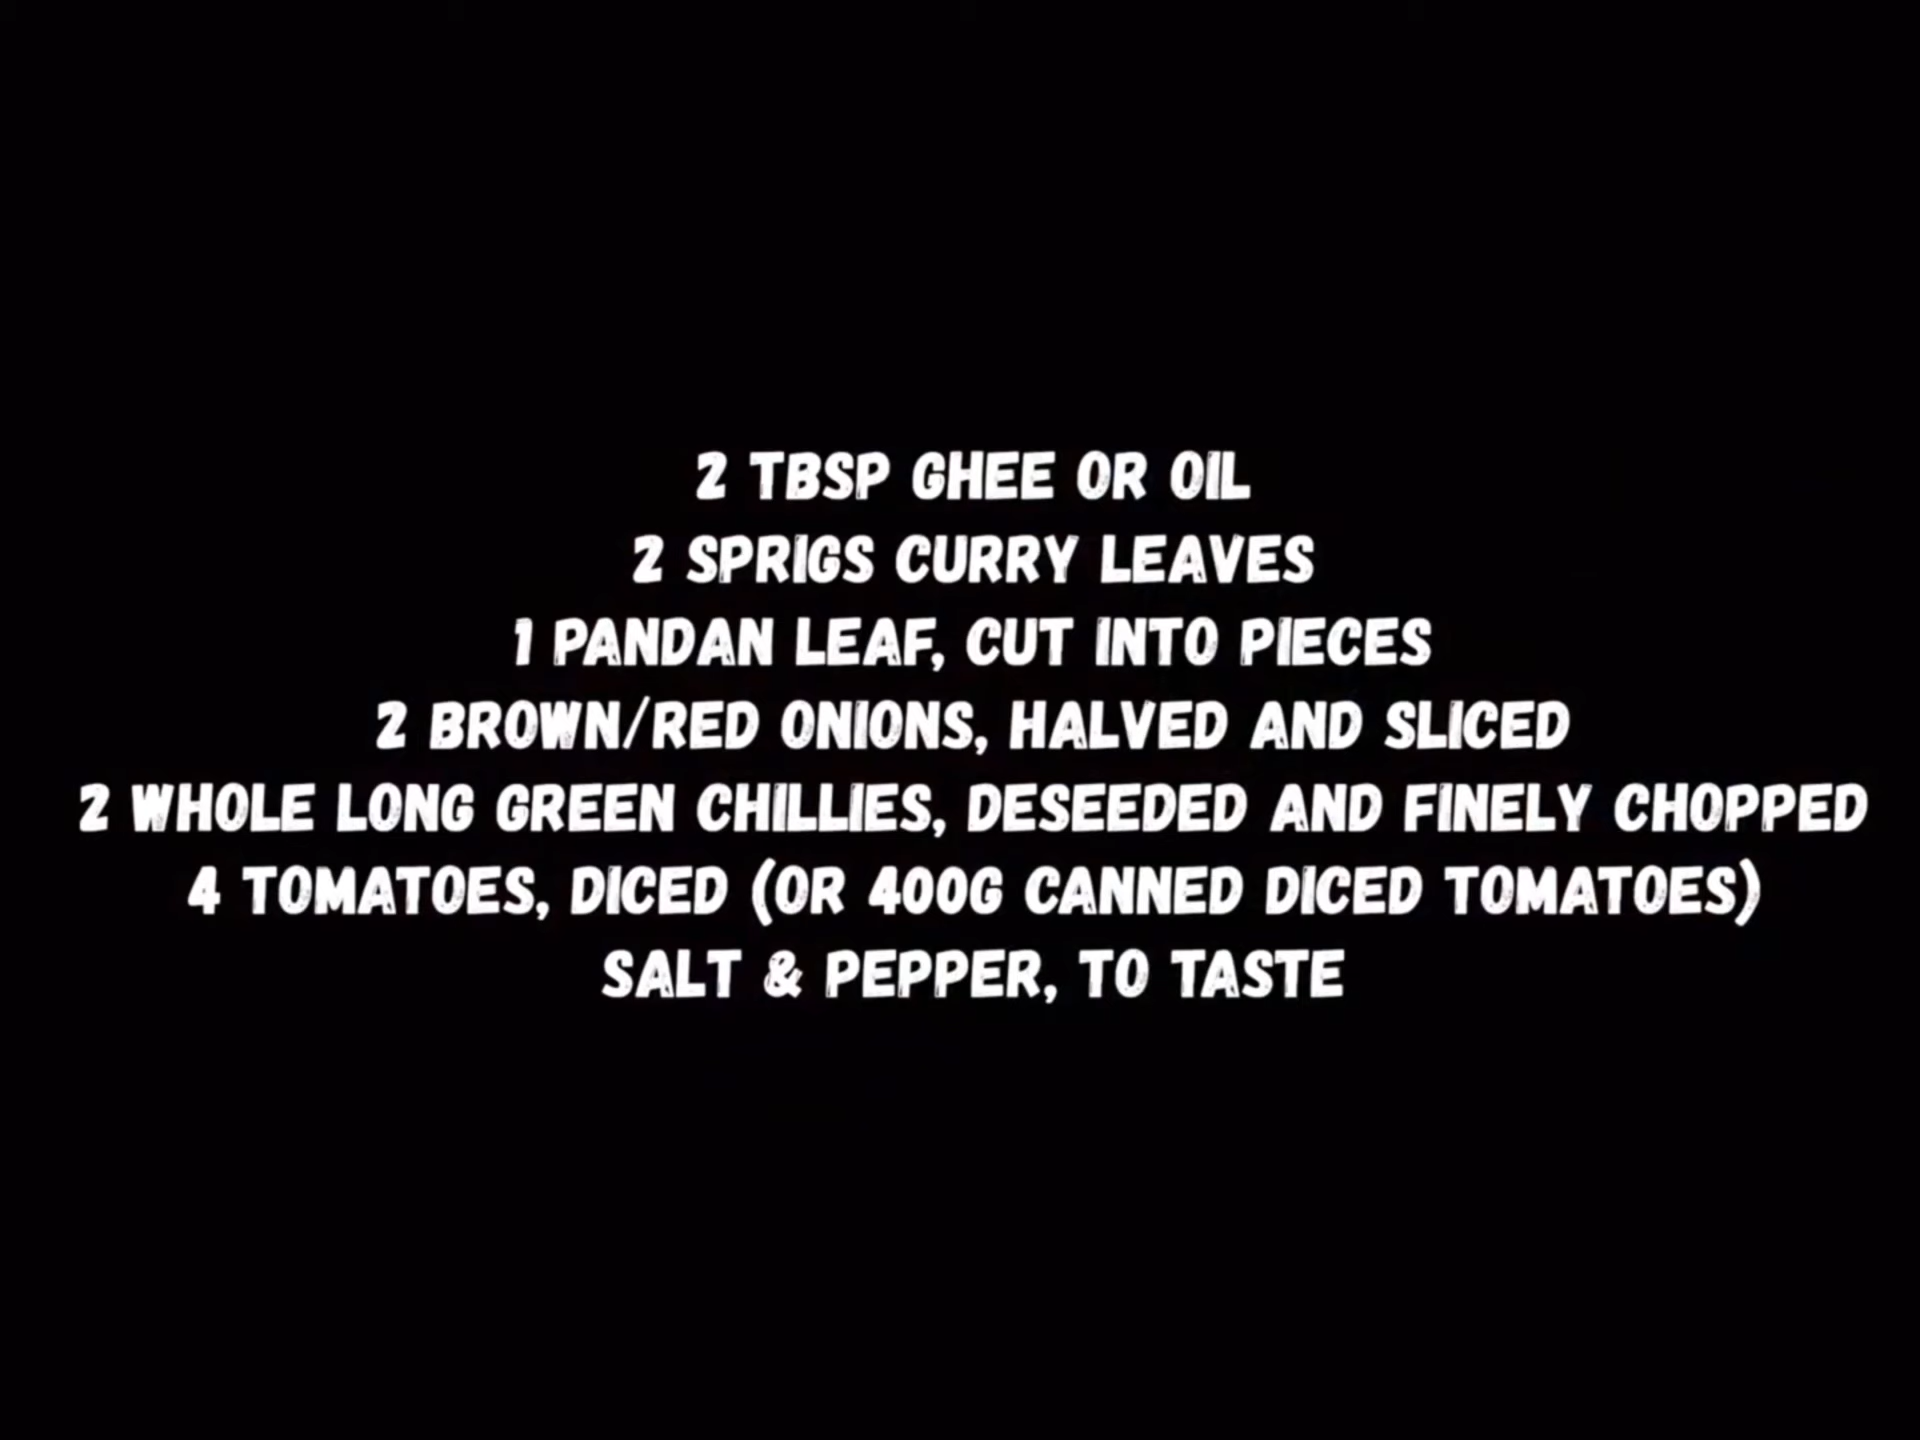 2 TBSP GHEE OR OIL
2 SPRIGS CURRY LEAVES
1 PANDAN LEAF, CUT INTO PIECES
2 BROWN/RED ONIONS, HALVED AND SLICED
2 WHOLE LONG GREEN CHILLIES, DESEEDED AND FINELY CHOPPED
4 TOMATOES, DICED (OR 400G CANNED DICED TOMATOES)
SALT & PEPPER, TO TASTE